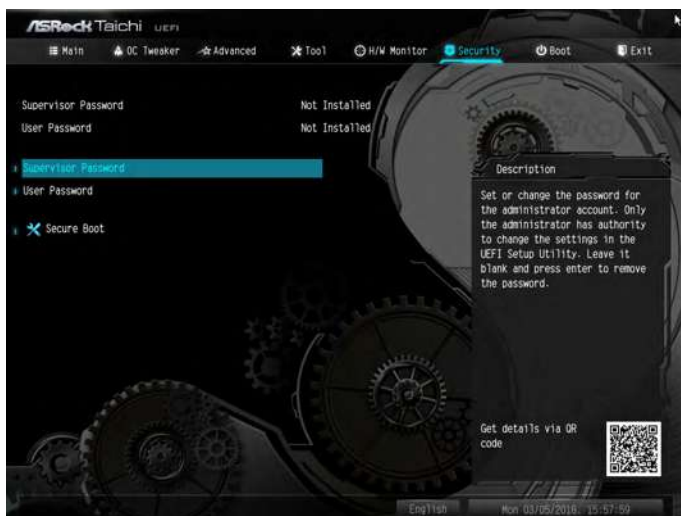 ASRock Taichi UEFI
Main OC Tweaker Advanced Tool H/W Monitor Security Boot Exit
Supervisor Password Not Installed
User Password Not Installed
Supervisor Password
User Password
Secure Boot
Description
Set or change the password for
the administrator account. Only
the administrator has authority
to change the settings in the
UEFI Setup Utility. Leave it
blank and press enter to remove
the password.
Get details via QR
code
English Mon 03/05/2018, 15:57:59